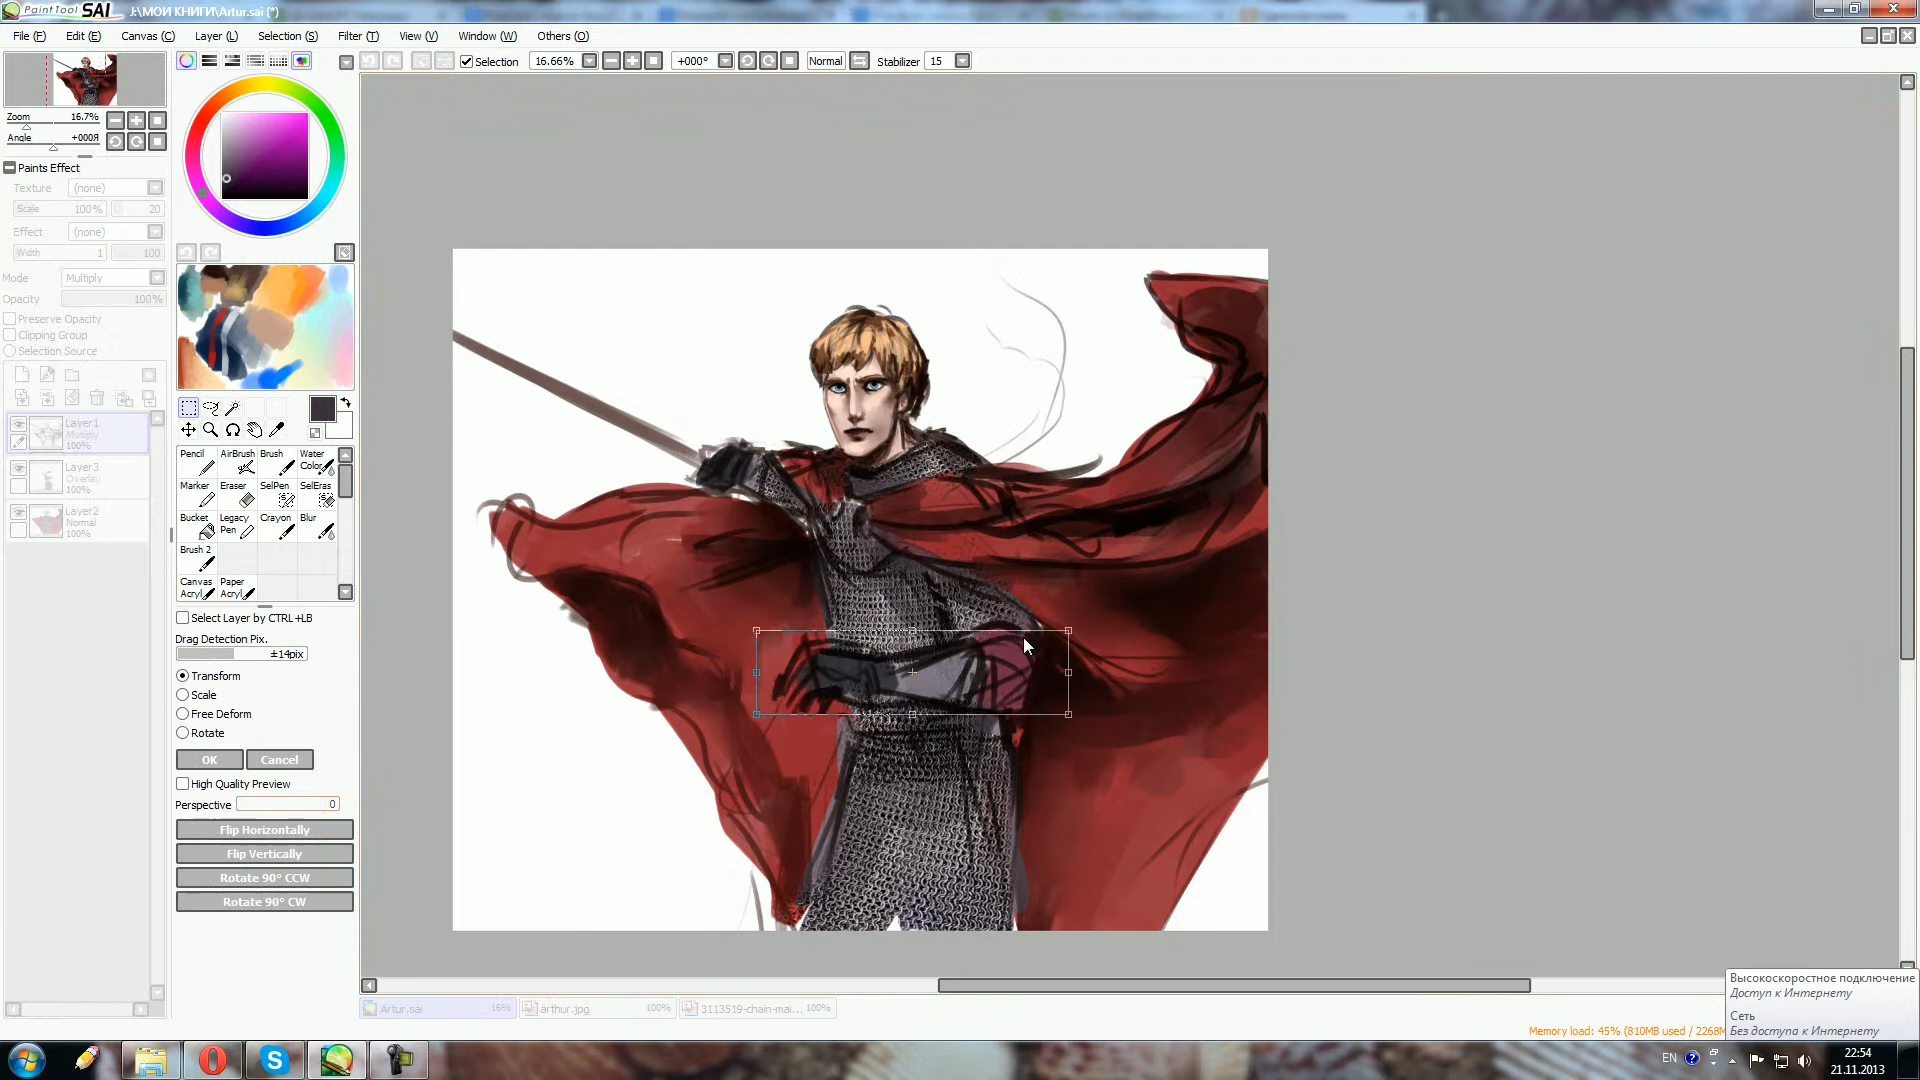 PaintTool SAI J:\МОИ КНИГИ\Artur.sai (*)
File (F) Edit (E) Canvas (C) Layer (L) Selection (S) Filter (T) View (V) Window (W) Others (O)
Selection 16.66% +000° Normal Stabilizer 15
Zoom 16.7%
Angle +000Я
Paints Effect
Texture (none)
Scale 100% 20
Effect (none)
Width 1 100
Mode Multiply
Opacity 100%
Preserve Opacity
Clipping Group
Selection Source
Layer1
Multiply
100%
Layer3
Overlay
100%
Layer2
Normal
100%
Pencil AirBrush Brush Water Color
Marker Eraser SelPen SelEras
Bucket Legacy Pen Crayon Blur
Brush 2
Canvas Acryl Paper Acryl
Select Layer by CTRL+LB
Drag Detection Pix.
±14pix
Transform
Scale
Free Deform
Rotate
OK Cancel
High Quality Preview
Perspective 0
Flip Horizontally
Flip Vertically
Rotate 90° CCW
Rotate 90° CW
Artur.sai 16% arthur.jpg 100% 3113519-chain-mai... 100%
Memory load: 45% (810MB used / 2268M
Высокоскоростное подключение
Доступ к Интернету
Сеть
Без доступа к Интернету
EN
22:54
21.11.2013